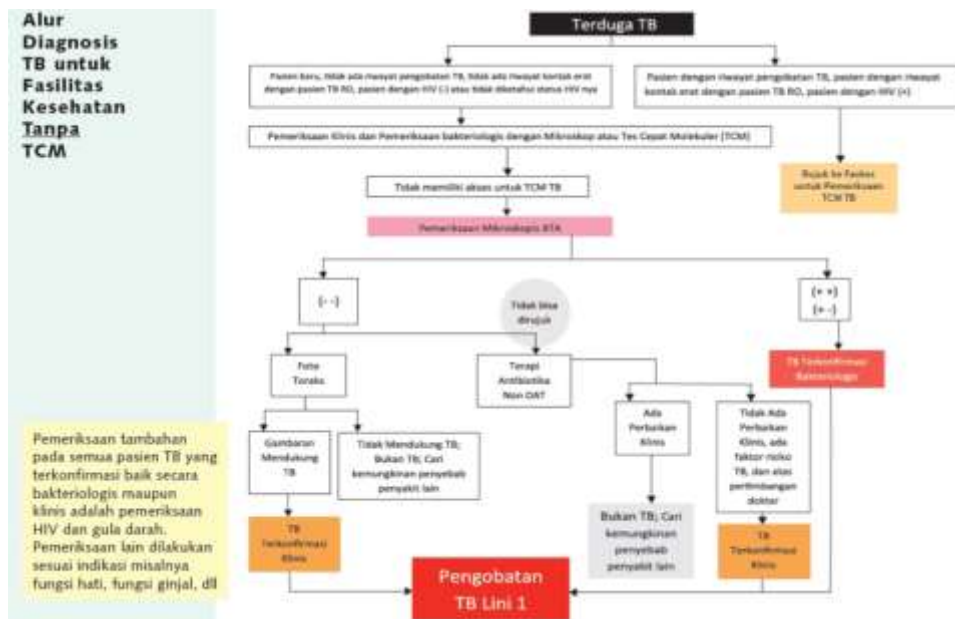 Alur
Diagnosis
TB untuk
Fasilitas
Kesehatan
Tanpa
TCM
Terduga TB
Pasien baru, tidak ada riwayat pengobatan TB, tidak ada riwayat kontak erat
dengan pasien TB RO, pasien dengan HIV (-) atau tidak diketahui status HIV nya
Pasien dengan riwayat pengobatan TB, pasien dengan riwayat
kontak erat dengan pasien TB RO, pasien dengan HIV (+)
Pemeriksaan Klinis dan Pemeriksaan bakteriologis dengan Mikroskop atau Tes Cepat Molekuler (TCM)
Rujuk ke Faskes
untuk Pemeriksaan
TCM TB
Tidak memiliki akses untuk TCM TB
Pemeriksaan Mikroskopis BTA
(- -)
Tidak bisa
dirujuk
(+ +)
(+ -)
TB Terkonfirmasi
Bakteriologis
Foto
Toraks
Terapi
Antibiotika
Non OAT
Gambaran
Mendukung
TB
Tidak Mendukung TB;
Bukan TB; Cari
kemungkinan penyebab
penyakit lain
Ada
Perbaikan
Klinis
Tidak Ada
Perbaikan
Klinis, ada
faktor risiko
TB, dan atas
pertimbangan
dokter
TB
Terkonfirmasi
Klinis
Bukan TB; Cari
kemungkinan
penyebab
penyakit lain
TB
Terkonfirmasi
Klinis
Pengobatan
TB Lini 1
Pemeriksaan tambahan
pada semua pasien TB yang
terkonfirmasi baik secara
bakteriologis maupun
klinis adalah pemeriksaan
HIV dan gula darah.
Pemeriksaan lain dilakukan
sesuai indikasi misalnya
fungsi hati, fungsi ginjal, dll